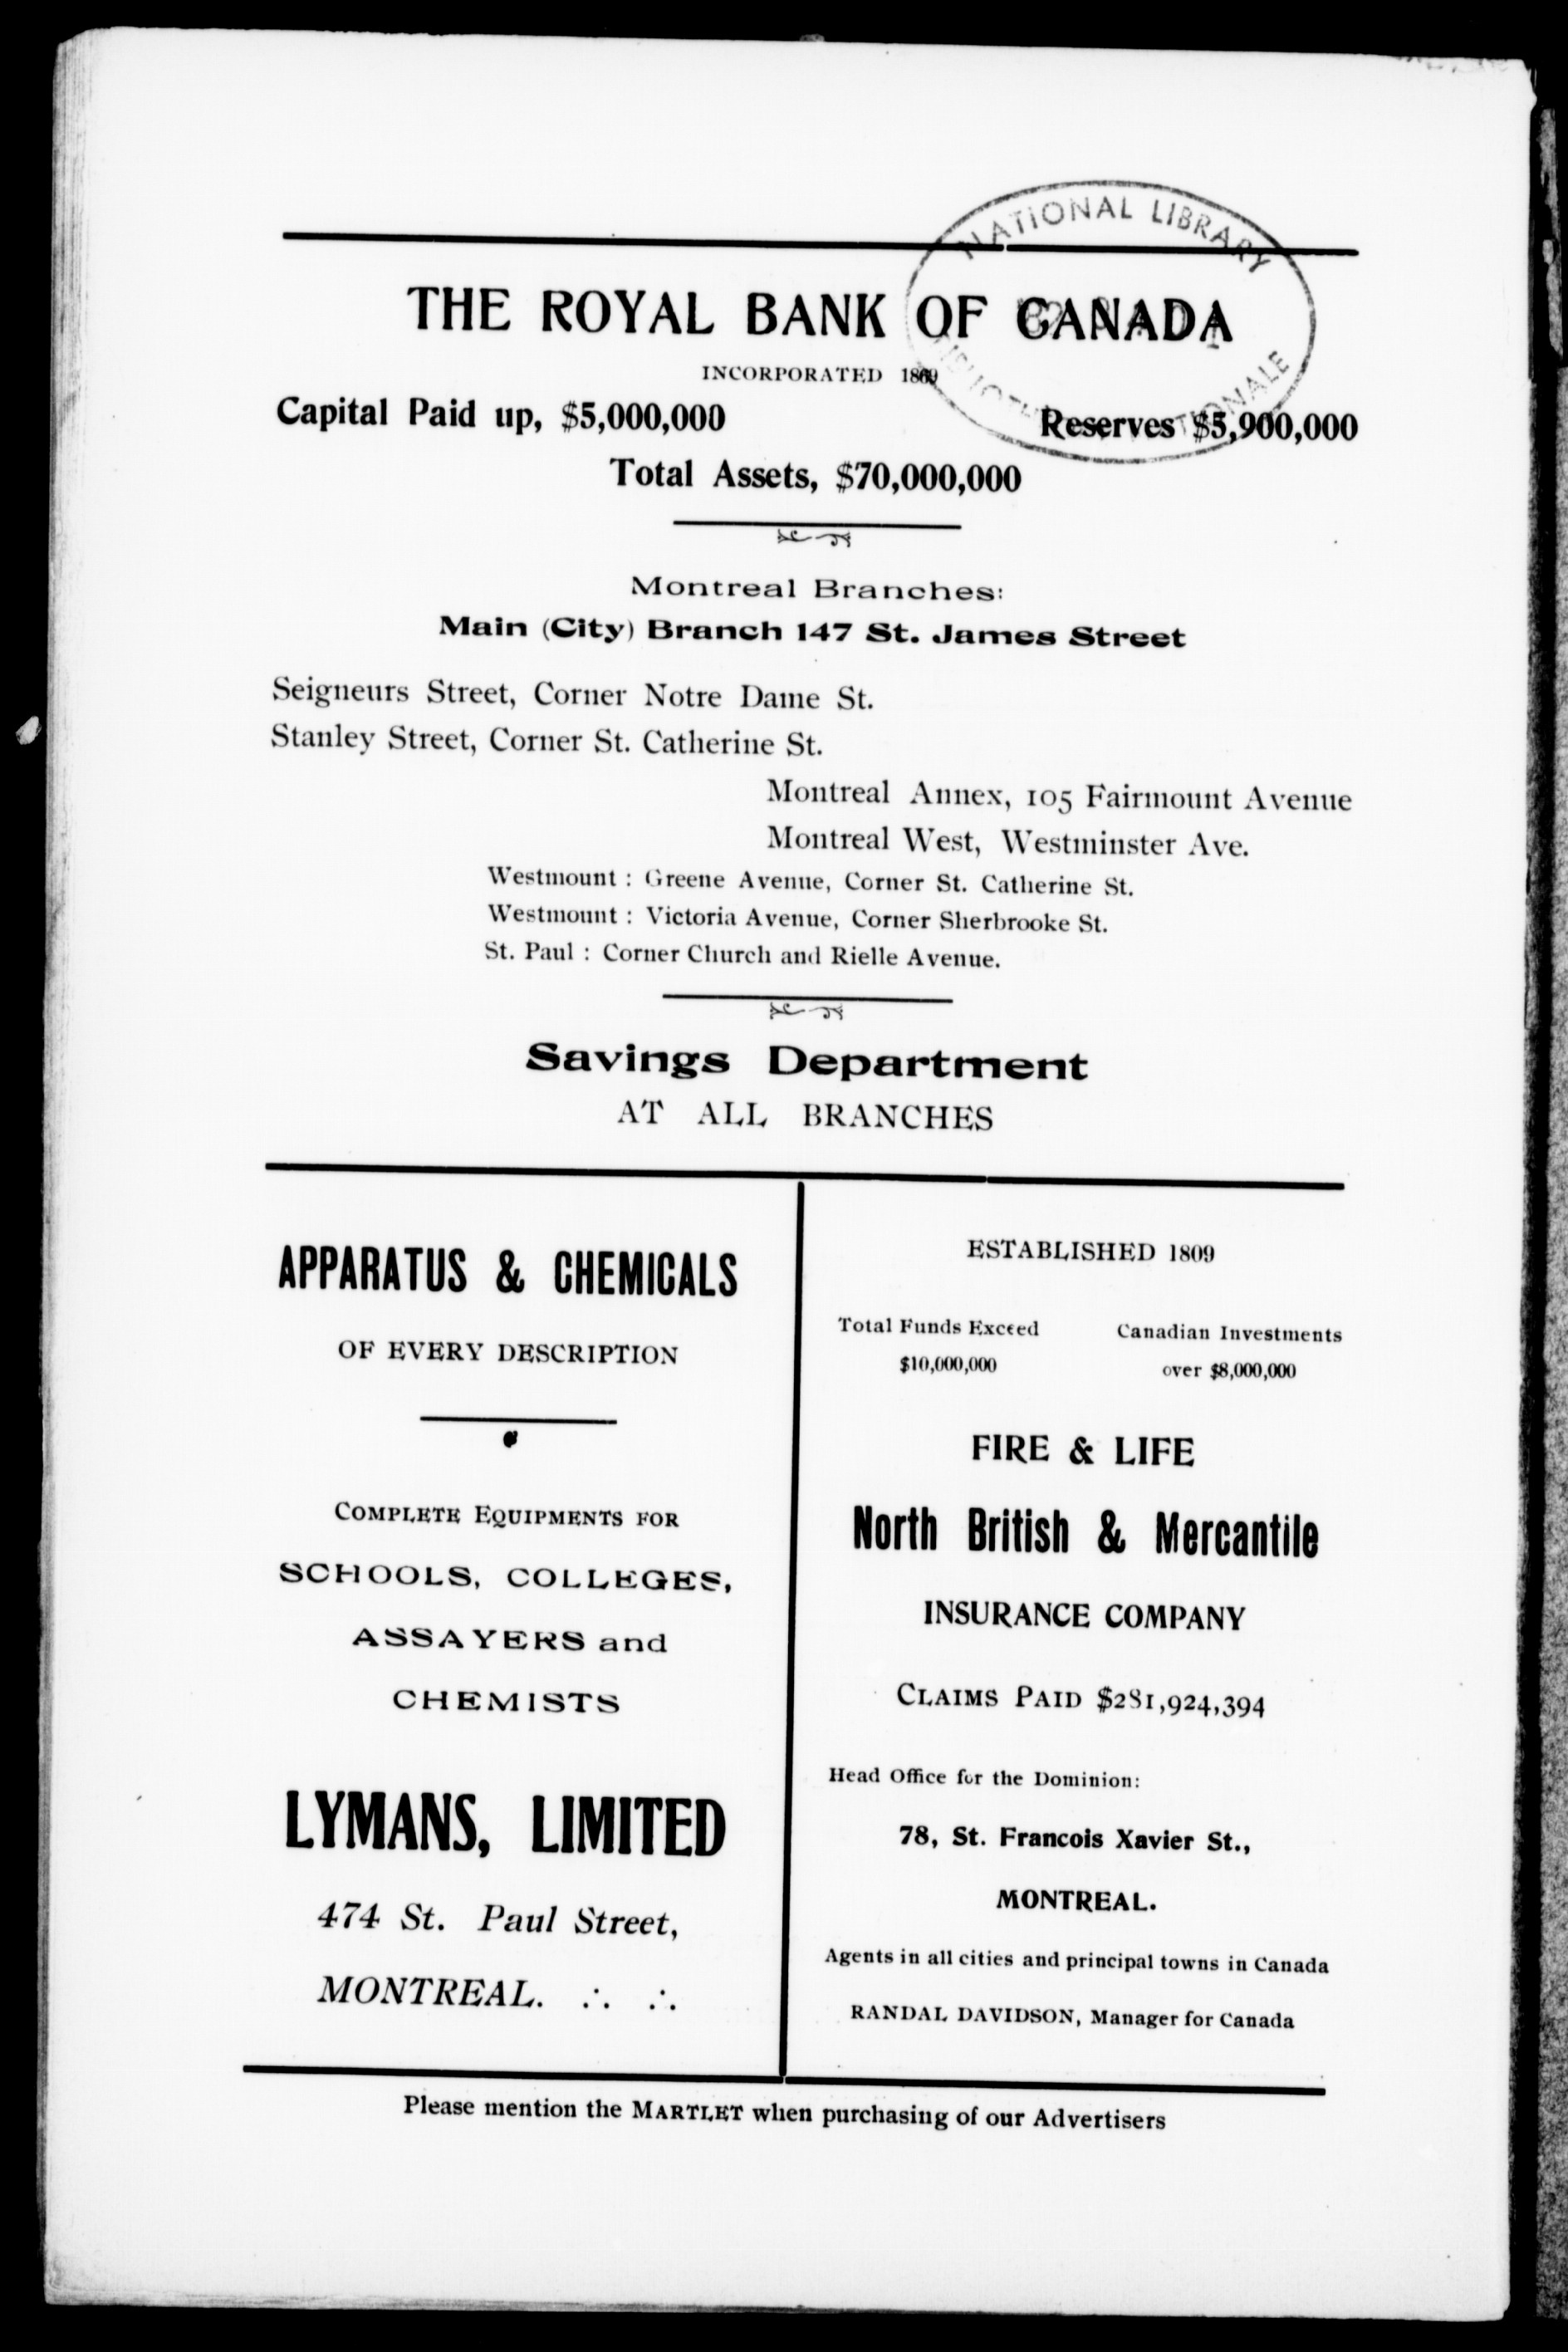 NATIONAL LIBRARY
THE ROYAL BANK OF CANADA
INCORPORATED 1869
Capital Paid up, $5,000,000 Reserves $5,900,000
Total Assets, $70,000,000
Montreal Branches:
Main (City) Branch 147 St. James Street
Seigneurs Street, Corner Notre Dame St.
Stanley Street, Corner St. Catherine St.
Montreal Annex, 105 Fairmount Avenue
Montreal West, Westminster Ave.
Westmount : Greene Avenue, Corner St. Catherine St.
Westmount : Victoria Avenue, Corner Sherbrooke St.
St. Paul : Corner Church and Rielle Avenue.
Savings Department
AT ALL BRANCHES
APPARATUS & CHEMICALS
OF EVERY DESCRIPTION
COMPLETE EQUIPMENTS FOR
SCHOOLS, COLLEGES,
ASSAYERS and
CHEMISTS
LYMANS, LIMITED
474 St. Paul Street,
MONTREAL. ∴ ∴
ESTABLISHED 1809
Total Funds Exceed Canadian Investments
$10,000,000 over $8,000,000
FIRE & LIFE
North British & Mercantile
INSURANCE COMPANY
CLAIMS PAID $281,924,394
Head Office for the Dominion:
78, St. Francois Xavier St.,
MONTREAL.
Agents in all cities and principal towns in Canada
RANDAL DAVIDSON, Manager for Canada
Please mention the MARTLET when purchasing of our Advertisers